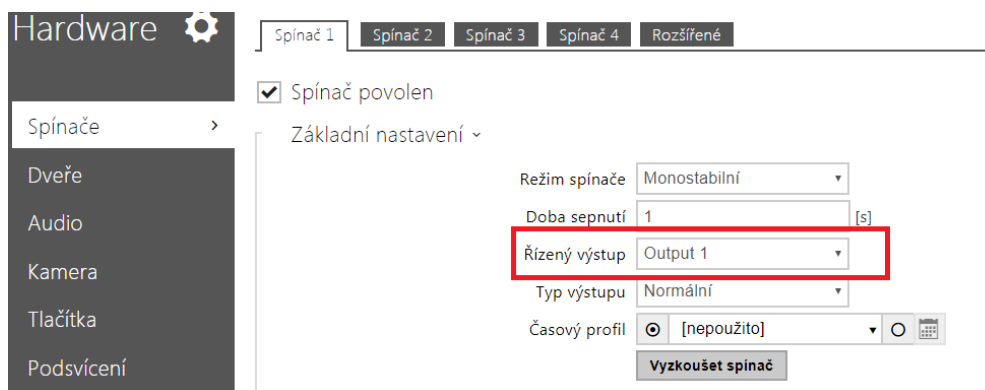 Hardware
Spínač 1 Spínač 2 Spínač 3 Spínač 4 Rozšířené
Spínač povolen
Spínače
Základní nastavení
Dveře
Režim spínače Monostabilní
Audio
Doba sepnutí 1 [s]
Řízený výstup Output 1
Kamera
Typ výstupu Normální
Tlačítka
Časový profil [nepoužito]
Podsvícení
Vyzkoušet spínač